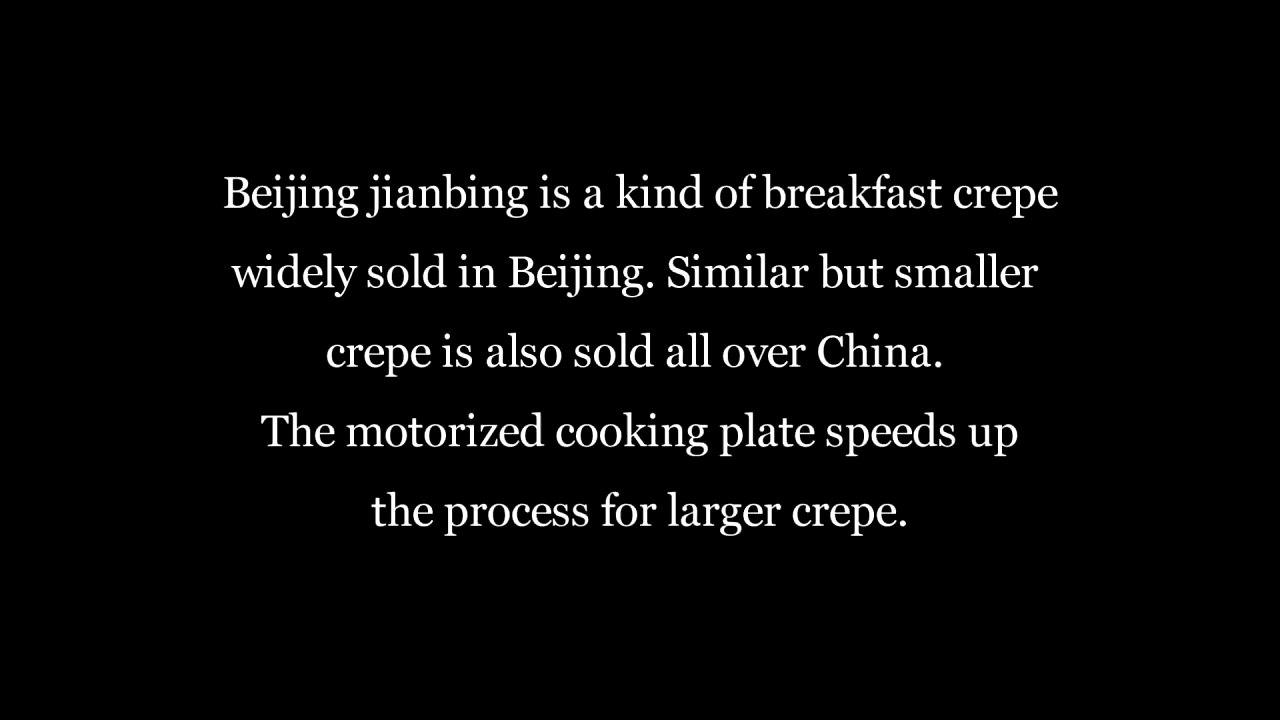 Beijing jianbing is a kind of breakfast crepe
widely sold in Beijing. Similar but smaller
crepe is also sold all over China.
The motorized cooking plate speeds up
the process for larger crepe.